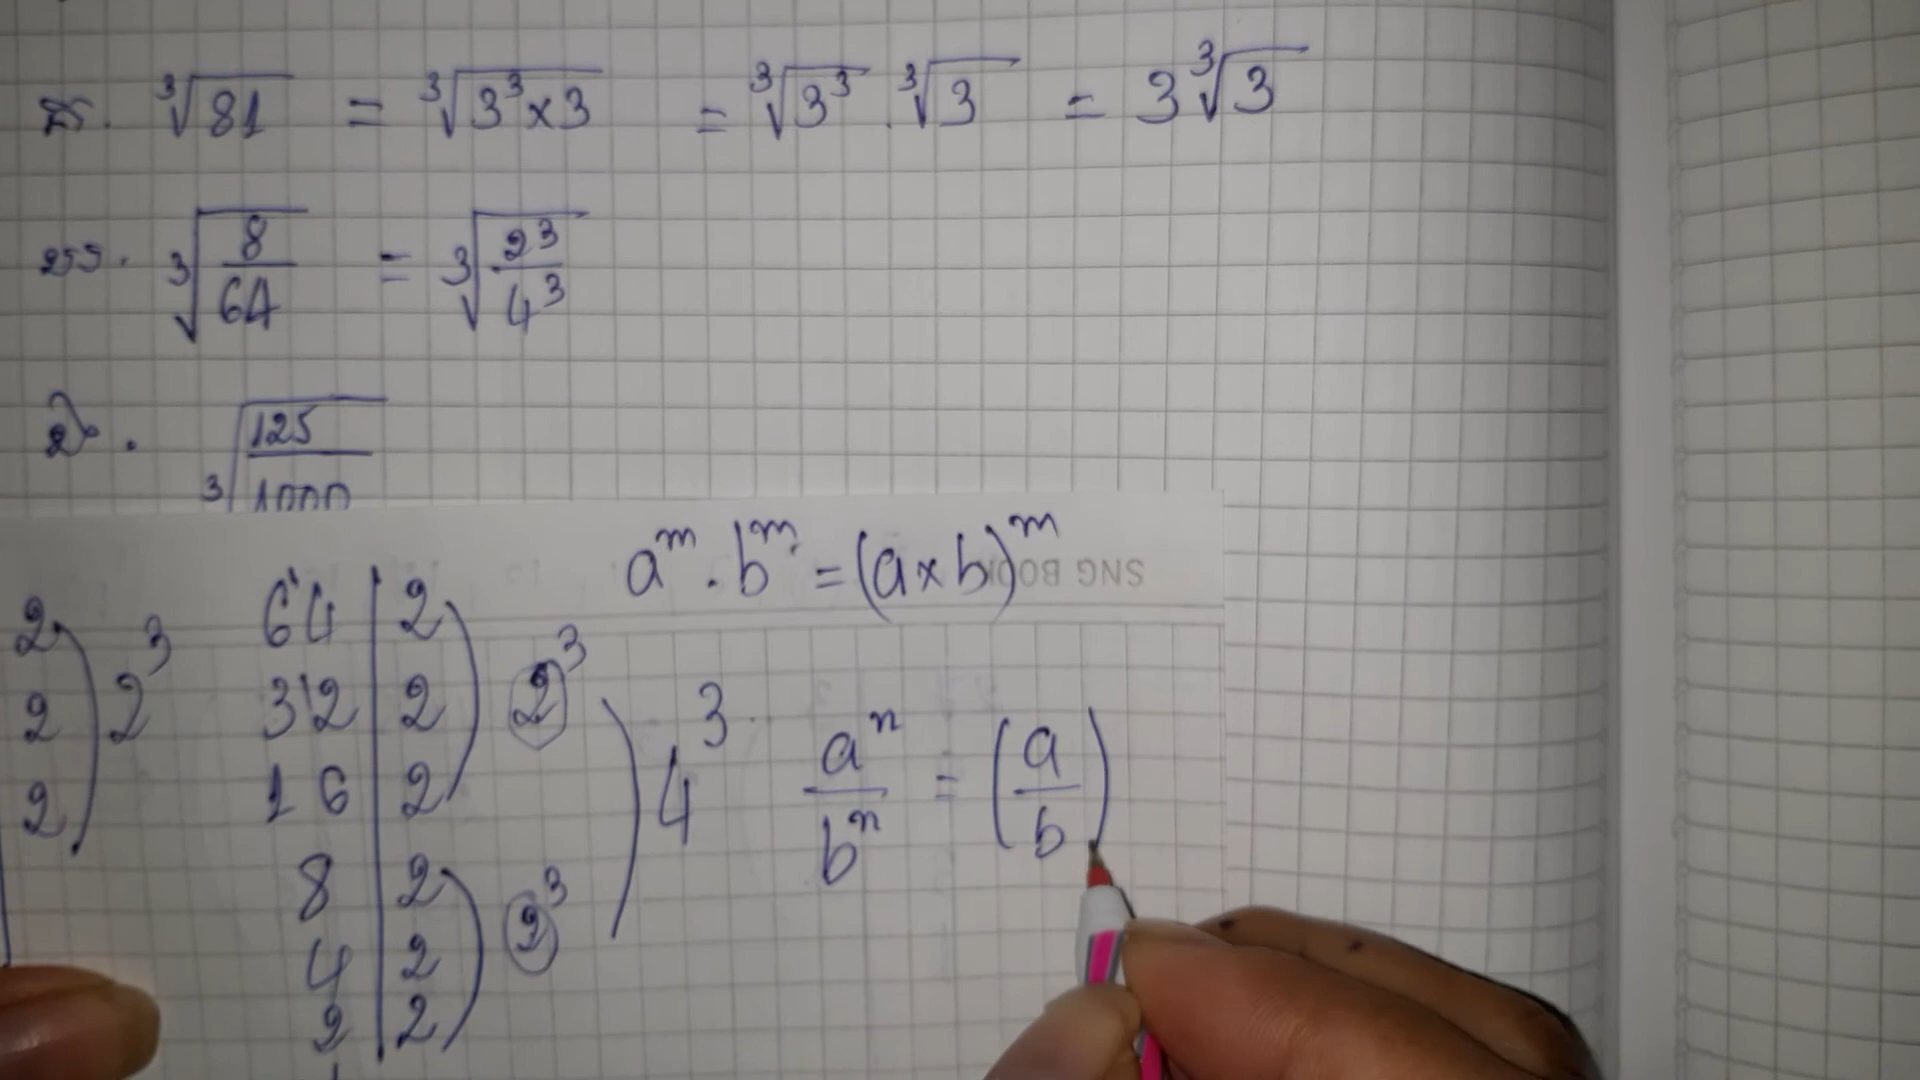 ∛81 = ∛(3³×3) = ∛3³ . ∛3 = 3∛3
∛(8/64) = ∛(2³/4³)
∛(125/1000)
aᵐ . bᵐ = (a×b)ᵐ
SNG BOO
2
2
2
2³
64 | 2
32 | 2
16 | 2
8 | 2
4 | 2
2 | 2
2³
2³
4³
aⁿ/bⁿ = (a/b)